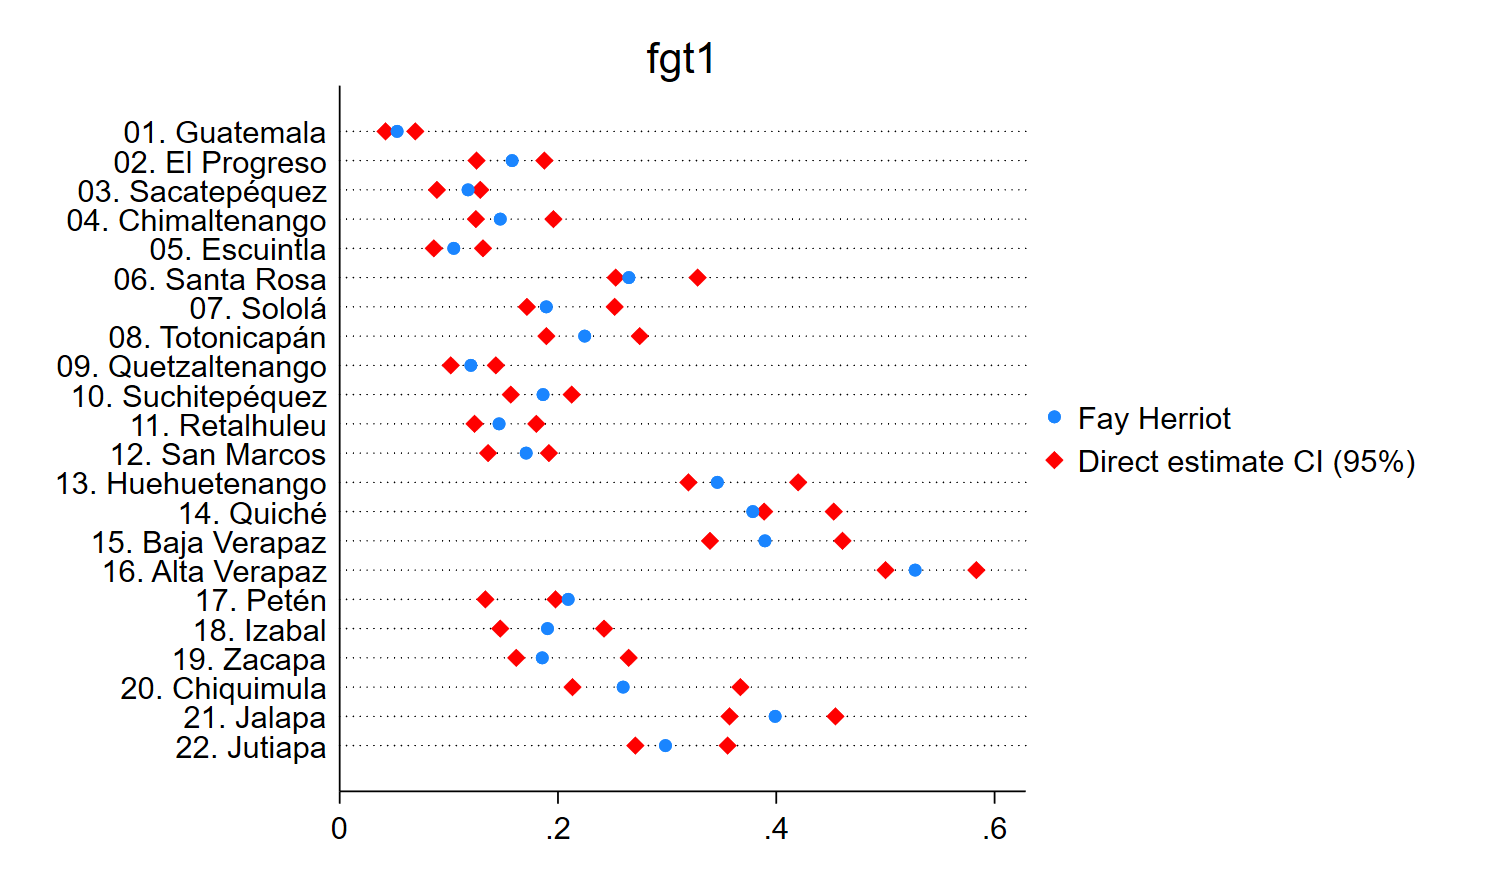 fgt1
01. Guatemala
02. El Progreso
03. Sacatepéquez
04. Chimaltenango
05. Escuintla
06. Santa Rosa
07. Sololá
08. Totonicapán
09. Quetzaltenango
10. Suchitepéquez
11. Retalhuleu
12. San Marcos
13. Huehuetenango
14. Quiché
15. Baja Verapaz
16. Alta Verapaz
17. Petén
18. Izabal
19. Zacapa
20. Chiquimula
21. Jalapa
22. Jutiapa
0 .2 .4 .6
Fay Herriot
Direct estimate CI (95%)